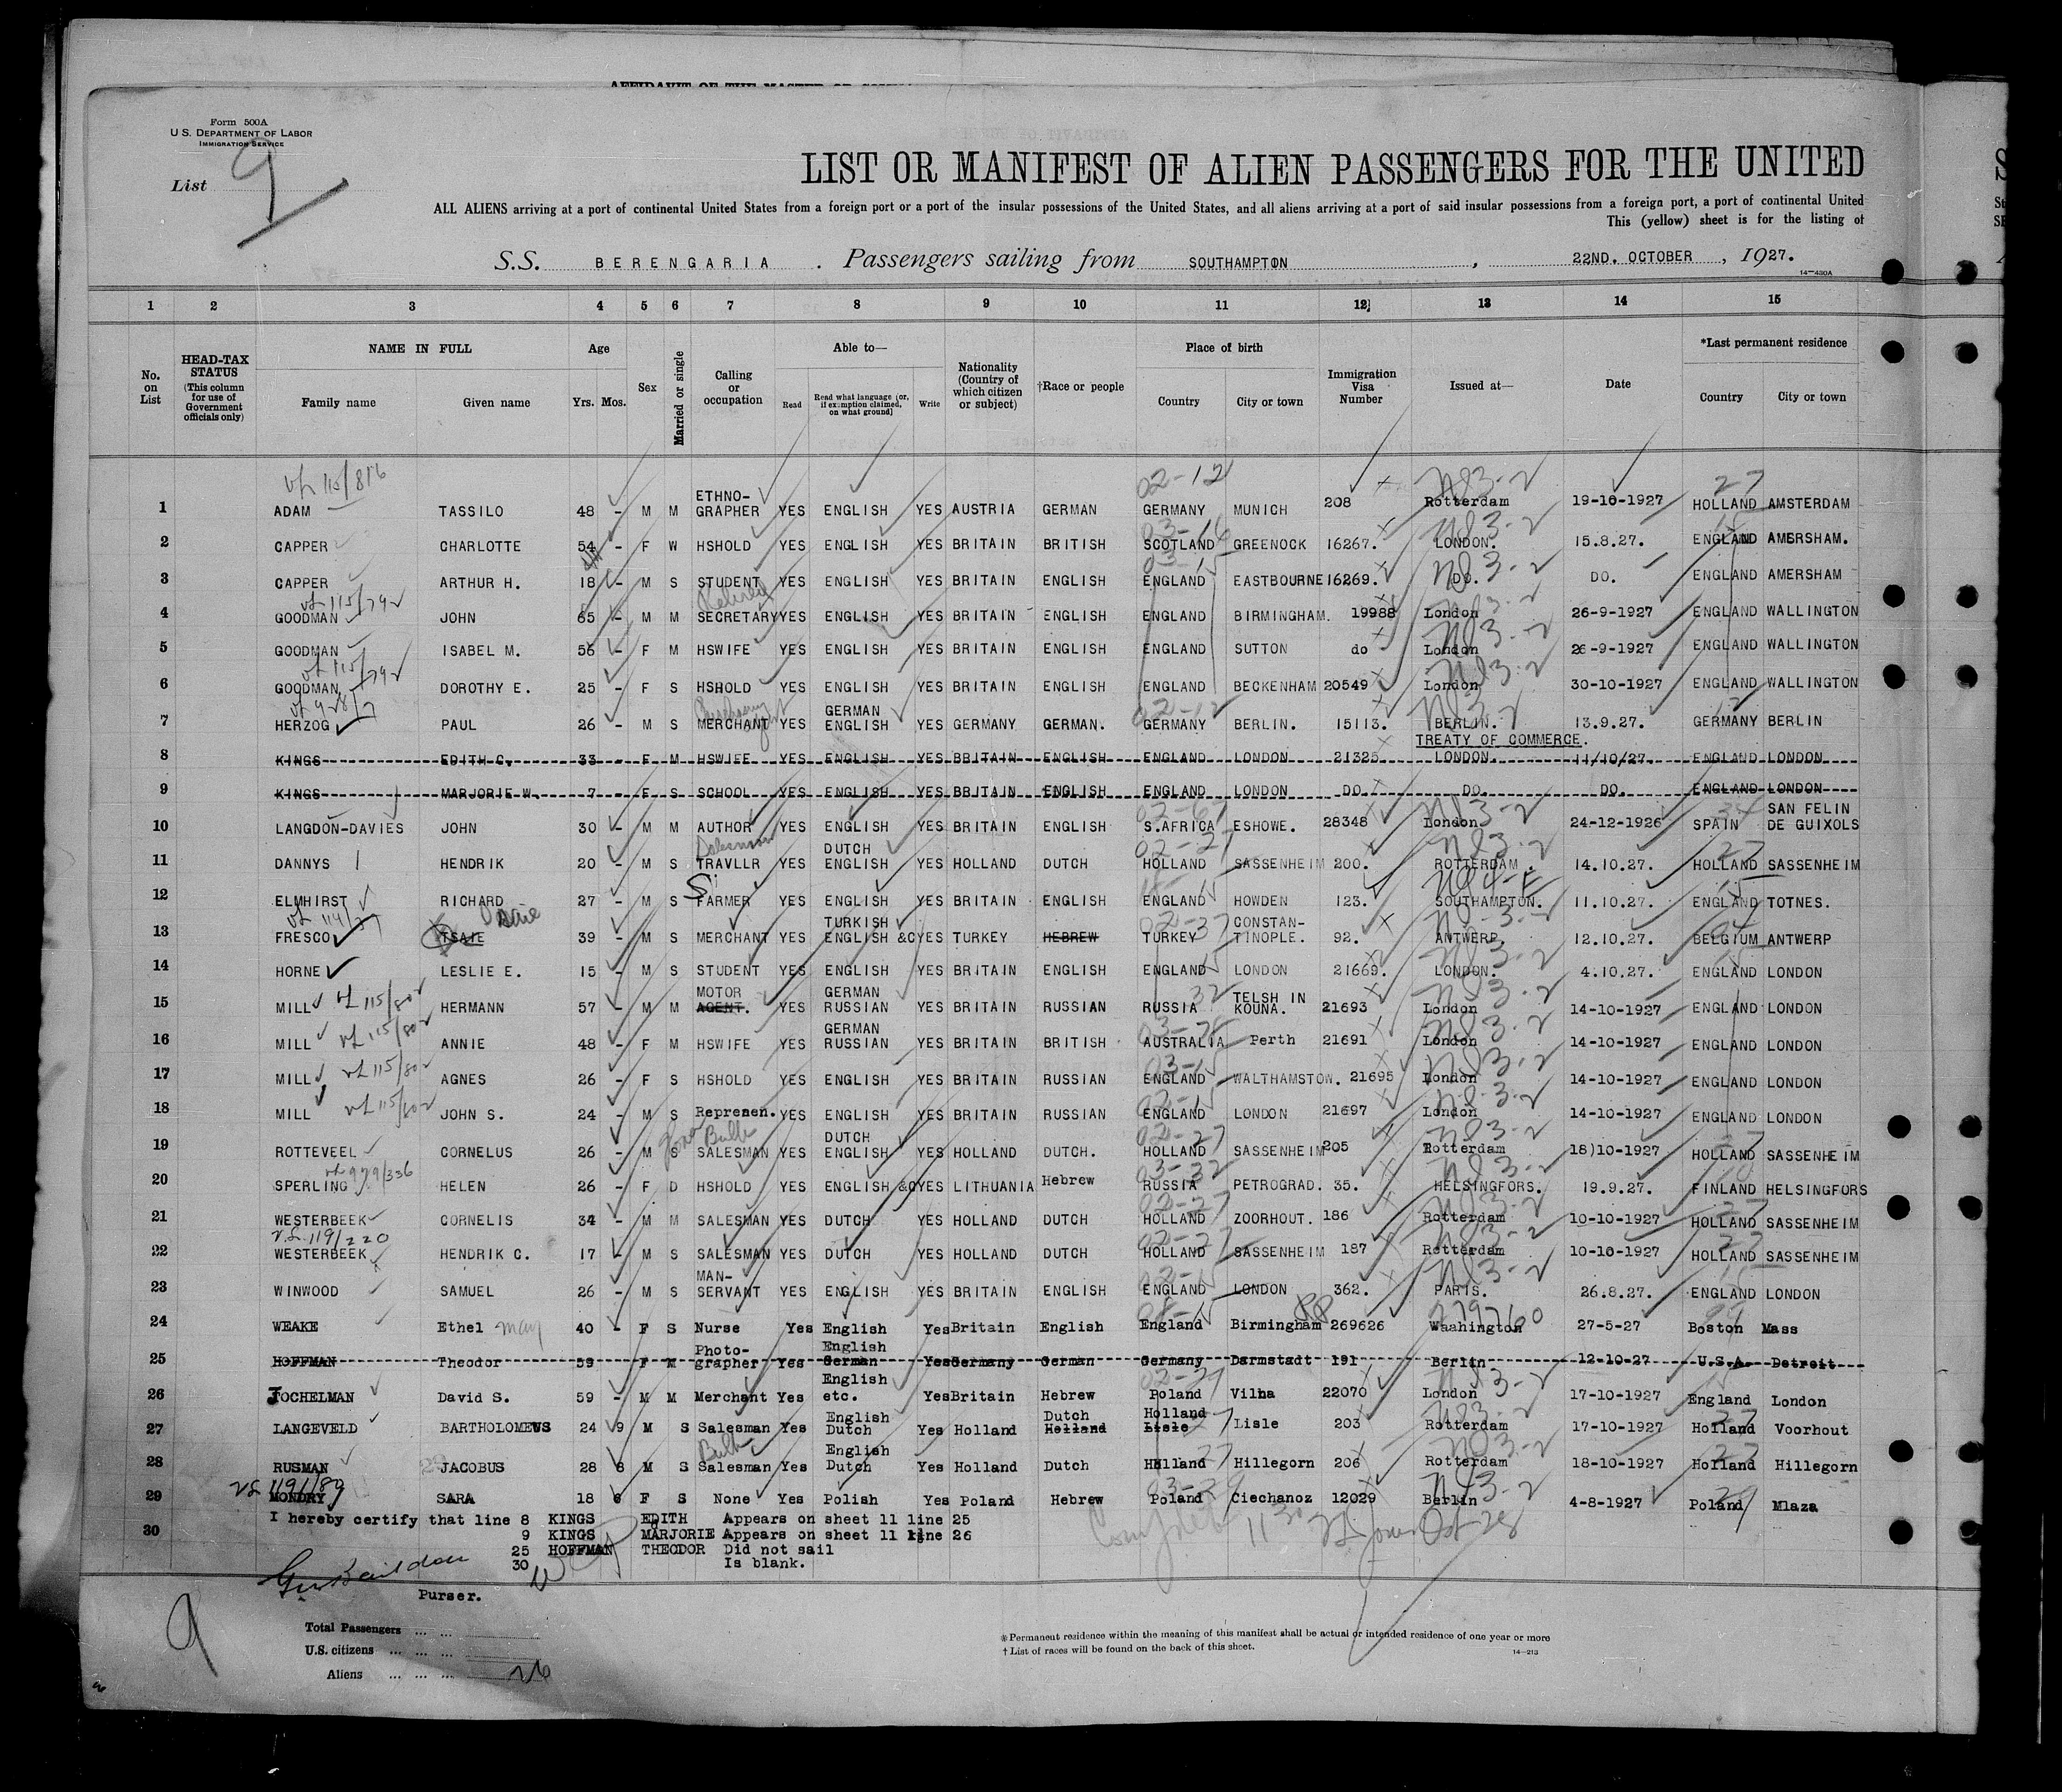 AFFIDAVIT OF THE MASTER OR
Form 500A
U. S. DEPARTMENT OF LABOR
IMMIGRATION SERVICE
List 9
LIST OR MANIFEST OF ALIEN PASSENGERS FOR THE UNITED
ALL ALIENS arriving at a port of continental United States from a foreign port or a port of the insular possessions of the United States, and all aliens arriving at a port of said insular possessions from a foreign port, a port of continental United
This (yellow) sheet is for the listing of
S.S. BERENGARIA . Passengers sailing from SOUTHAMPTON , 22ND. OCTOBER , 1927.
14—430A
1 2 3 4 5 6 7 8 9 10 11 12 13 14 15
No. on List
HEAD-TAX STATUS (This column for use of Government officials only)
NAME IN FULL
Family name Given name
Age
Yrs. Mos.
Sex
Married or single
Calling or occupation
Able to—
Read Read what language (or, if exemption claimed, on what ground) Write
Nationality (Country of which citizen or subject)
†Race or people
Place of birth
Country City or town
Immigration Visa Number
Issued at—
Date
*Last permanent residence
Country City or town
1 ADAM TASSILO 48 - M M ETHNO-GRAPHER YES ENGLISH YES AUSTRIA GERMAN GERMANY MUNICH 208 Rotterdam 19-10-1927 HOLLAND AMSTERDAM
2 CAPPER CHARLOTTE 54 - F W HSHOLD YES ENGLISH YES BRITAIN BRITISH SCOTLAND GREENOCK 16267. LONDON. 15.8.27. ENGLAND AMERSHAM.
3 CAPPER ARTHUR H. 18 - M S STUDENT YES ENGLISH YES BRITAIN ENGLISH ENGLAND EASTBOURNE 16269. DO. DO. ENGLAND AMERSHAM
4 GOODMAN JOHN 65 - M M SECRETARY YES ENGLISH YES BRITAIN ENGLISH ENGLAND BIRMINGHAM. 19988 London 26-9-1927 ENGLAND WALLINGTON
5 GOODMAN ISABEL M. 56 - F M HSWIFE YES ENGLISH YES BRITAIN ENGLISH ENGLAND SUTTON do London 26-9-1927 ENGLAND WALLINGTON
6 GOODMAN DOROTHY E. 25 - F S HSHOLD YES ENGLISH YES BRITAIN ENGLISH ENGLAND BECKENHAM 20549 London 30-10-1927 ENGLAND WALLINGTON
7 HERZOG PAUL 26 - M S MERCHANT YES GERMAN ENGLISH YES GERMANY GERMAN. GERMANY BERLIN. 15113. BERLIN. 13.9.27. GERMANY BERLIN
TREATY OF COMMERCE.
8 KINGS EDITH C. 33 - F M HSWIFE YES ENGLISH YES BRITAIN ENGLISH ENGLAND LONDON 21325 LONDON. 11/10/27. ENGLAND LONDON
9 KINGS MARJORIE W. 7 - F S SCHOOL YES ENGLISH YES BRITAIN ENGLISH ENGLAND LONDON DO. DO. DO. ENGLAND LONDON
10 LANGDON-DAVIES JOHN 30 - M M AUTHOR YES ENGLISH YES BRITAIN ENGLISH S.AFRICA ESHOWE. 28348 London 24-12-1926 SPAIN SAN FELIN DE GUIXOLS
11 DANNYS HENDRIK 20 - M S TRAVLLR YES DUTCH ENGLISH YES HOLLAND DUTCH HOLLAND SASSENHEIM 200. ROTTERDAM . 14.10.27. HOLLAND SASSENHEIM
12 ELMHIRST RICHARD 27 - M S FARMER YES ENGLISH YES BRITAIN ENGLISH ENGLAND HOWDEN 123. SOUTHAMPTON. 11.10.27. ENGLAND TOTNES.
13 FRESCO 39 - M S MERCHANT YES TURKISH ENGLISH &C YES TURKEY HEBREW TURKEY CONSTAN-TINOPLE. 92. ANTWERP. 12.10.27. BELGIUM ANTWERP
14 HORNE LESLIE E. 15 - M S STUDENT YES ENGLISH YES BRITAIN ENGLISH ENGLAND LONDON 21669. LONDON. 4.10.27. ENGLAND LONDON
15 MILL HERMANN 57 - M M MOTOR AGENT. YES GERMAN RUSSIAN YES BRITAIN RUSSIAN RUSSIA TELSH IN KOUNA. 21693 London 14-10-1927 ENGLAND LONDON
16 MILL ANNIE 48 - F M HSWIFE YES GERMAN RUSSIAN YES BRITAIN BRITISH AUSTRALIA Perth 21691 London 14-10-1927 ENGLAND LONDON
17 MILL AGNES 26 - F S HSHOLD YES ENGLISH YES BRITAIN RUSSIAN ENGLAND WALTHAMSTOW. 21695 London 14-10-1927 ENGLAND LONDON
18 MILL JOHN S. 24 - M S Represen. YES ENGLISH YES BRITAIN RUSSIAN ENGLAND LONDON 21697 London 14-10-1927 ENGLAND LONDON
19 ROTTEVEEL CORNELUS 26 - M S Bulb SALESMAN YES DUTCH ENGLISH YES HOLLAND DUTCH. HOLLAND SASSENHEIM 205 Rotterdam 18)10-1927 HOLLAND SASSENHEIM
20 SPERLING HELEN 26 - F D HSHOLD YES ENGLISH &C YES LITHUANIA Hebrew RUSSIA PETROGRAD. 35. HELSINGFORS. 19.9.27. FINLAND HELSINGFORS
21 WESTERBEEK CORNELIS 34 - M M SALESMAN YES DUTCH YES HOLLAND DUTCH HOLLAND ZOORHOUT. 186 Rotterdam 10-10-1927 HOLLAND SASSENHEIM
22 WESTERBEEK HENDRIK C. 17 - M S SALESMAN YES DUTCH YES HOLLAND DUTCH HOLLAND SASSENHEIM 187 Rotterdam 10-10-1927 HOLLAND SASSENHEIM
23 WINWOOD SAMUEL 26 - M S MAN-SERVANT YES ENGLISH YES BRITAIN ENGLISH ENGLAND LONDON 362. PARIS. 26.8.27. ENGLAND LONDON
24 WEAKE Ethel May 40 - F S Nurse Yes English Yes Britain English England Birmingham 269626 Washington 27-5-27 Boston Mass
25 HOFFMAN Theodor 59 - F M Photo-grapher Yes English German Yes Germany German Germany Darmstadt 191 Berlin 12-10-27 U.S.A. Detroit
26 JOCHELMAN David S. 59 - M M Merchant Yes English etc. Yes Britain Hebrew Poland Vilna 22070 London 17-10-1927 England London
27 LANGEVELD BARTHOLOMEUS 24 9 M S Salesman Yes English Dutch Yes Holland Dutch Holland Holland Lisle Lisle 203 Rotterdam 17-10-1927 Holland Voorhout
28 RUSMAN JACOBUS 28 8 M S Bulb Salesman Yes English Dutch Yes Holland Dutch Holland Hillegorn 206 Rotterdam 18-10-1927 Holland Hillegorn
29 MONDRY SARA 18 6 F S None Yes Polish Yes Poland Hebrew Poland Ciechanoz 12029 Berlin 4-8-1927 Poland Mlaza
30 I hereby certify that line 8 KINGS EDITH Appears on sheet 11 line 25
9 KINGS MARJORIE Appears on sheet 11 line 26
25 HOFFMAN THEODOR Did not sail
30 Is blank.
Purser.
9
Total Passengers ... ...
U.S. citizens ... ... ...
Aliens ... ... ... 26
*Permanent residence within the meaning of this manifest shall be actual or intended residence of one year or more
† List of races will be found on the back of this sheet.
14—213